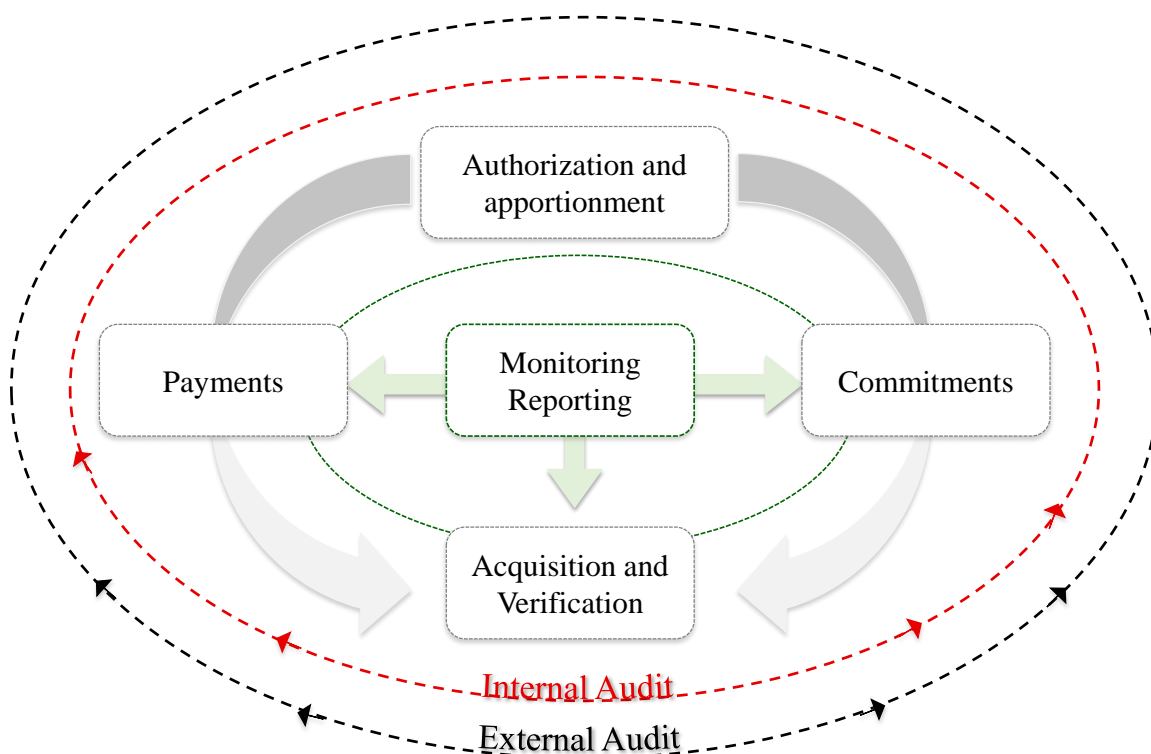 Authorization and
apportionment
Payments
Monitoring
Reporting
Commitments
Acquisition and
Verification
Internal Audit
External Audit